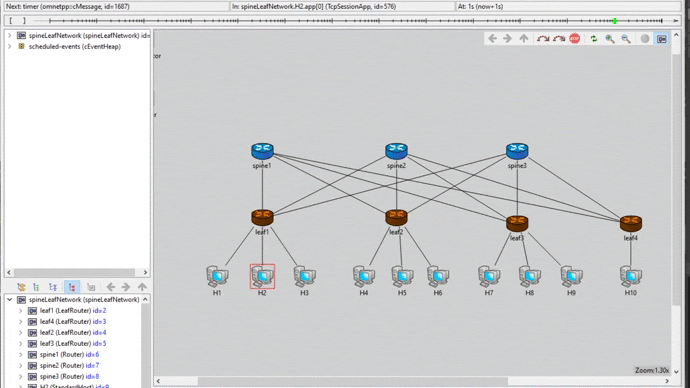 Next: timer (omnetpp::cMessage, id=1687)
In: spineLeafNetwork.H2.app[0] (TcpSessionApp, id=576)
At: 1s (now+1s)
spineLeafNetwork (spineLeafNetwork) id=
scheduled-events (cEventHeap)
STOP
spine1
spine2
spine3
leaf1
leaf2
leaf3
leaf4
H1
H2
H3
H4
H5
H6
H7
H8
H9
H10
Zoom:1.30x
spineLeafNetwork (spineLeafNetwork)
leaf1 (LeafRouter) id=2
leaf4 (LeafRouter) id=3
leaf2 (LeafRouter) id=4
leaf3 (LeafRouter) id=5
spine1 (Router) id=6
spine2 (Router) id=7
spine3 (Router) id=8
H2 (StandardHost) id=9